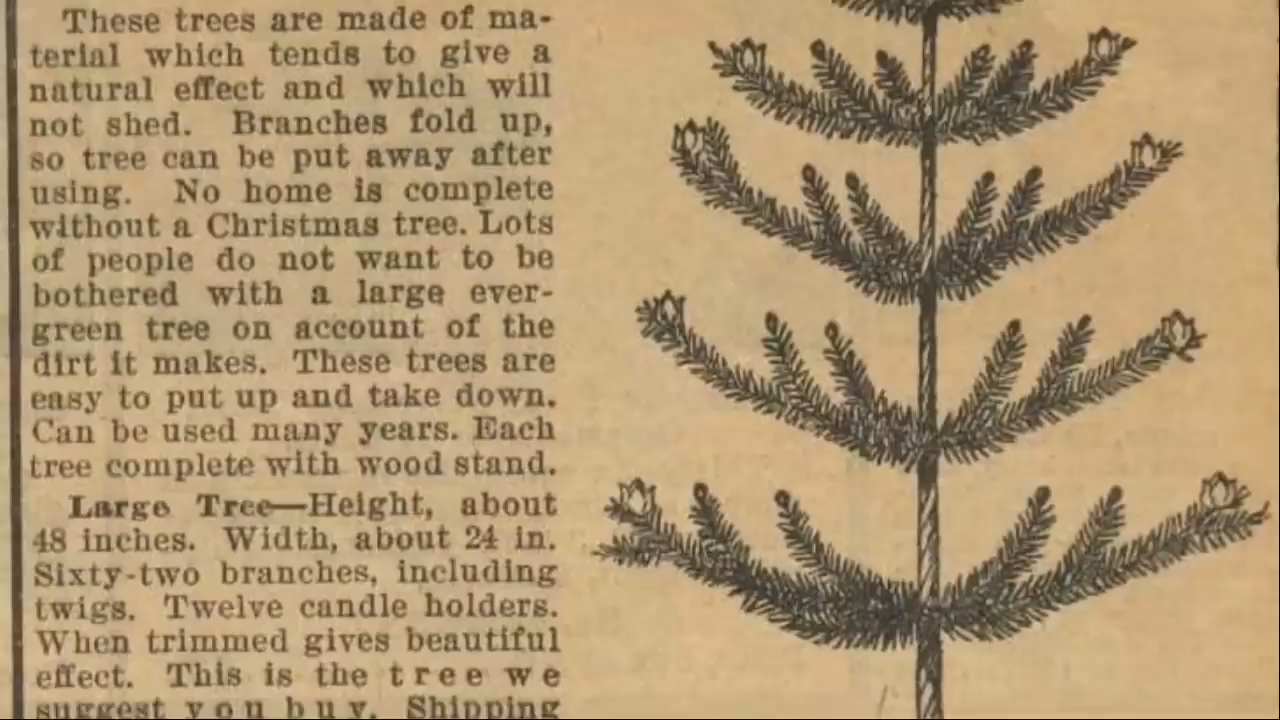 These trees are made of ma-
terial which tends to give a
natural effect and which will
not shed. Branches fold up,
so tree can be put away after
using. No home is complete
without a Christmas tree. Lots
of people do not want to be
bothered with a large ever-
green tree on account of the
dirt it makes. These trees are
easy to put up and take down.
Can be used many years. Each
tree complete with wood stand.
Large Tree—Height, about
48 inches. Width, about 24 in.
Sixty-two branches, including
twigs. Twelve candle holders.
When trimmed gives beautiful
effect. This is the tree we
suggest you buy. Shipping